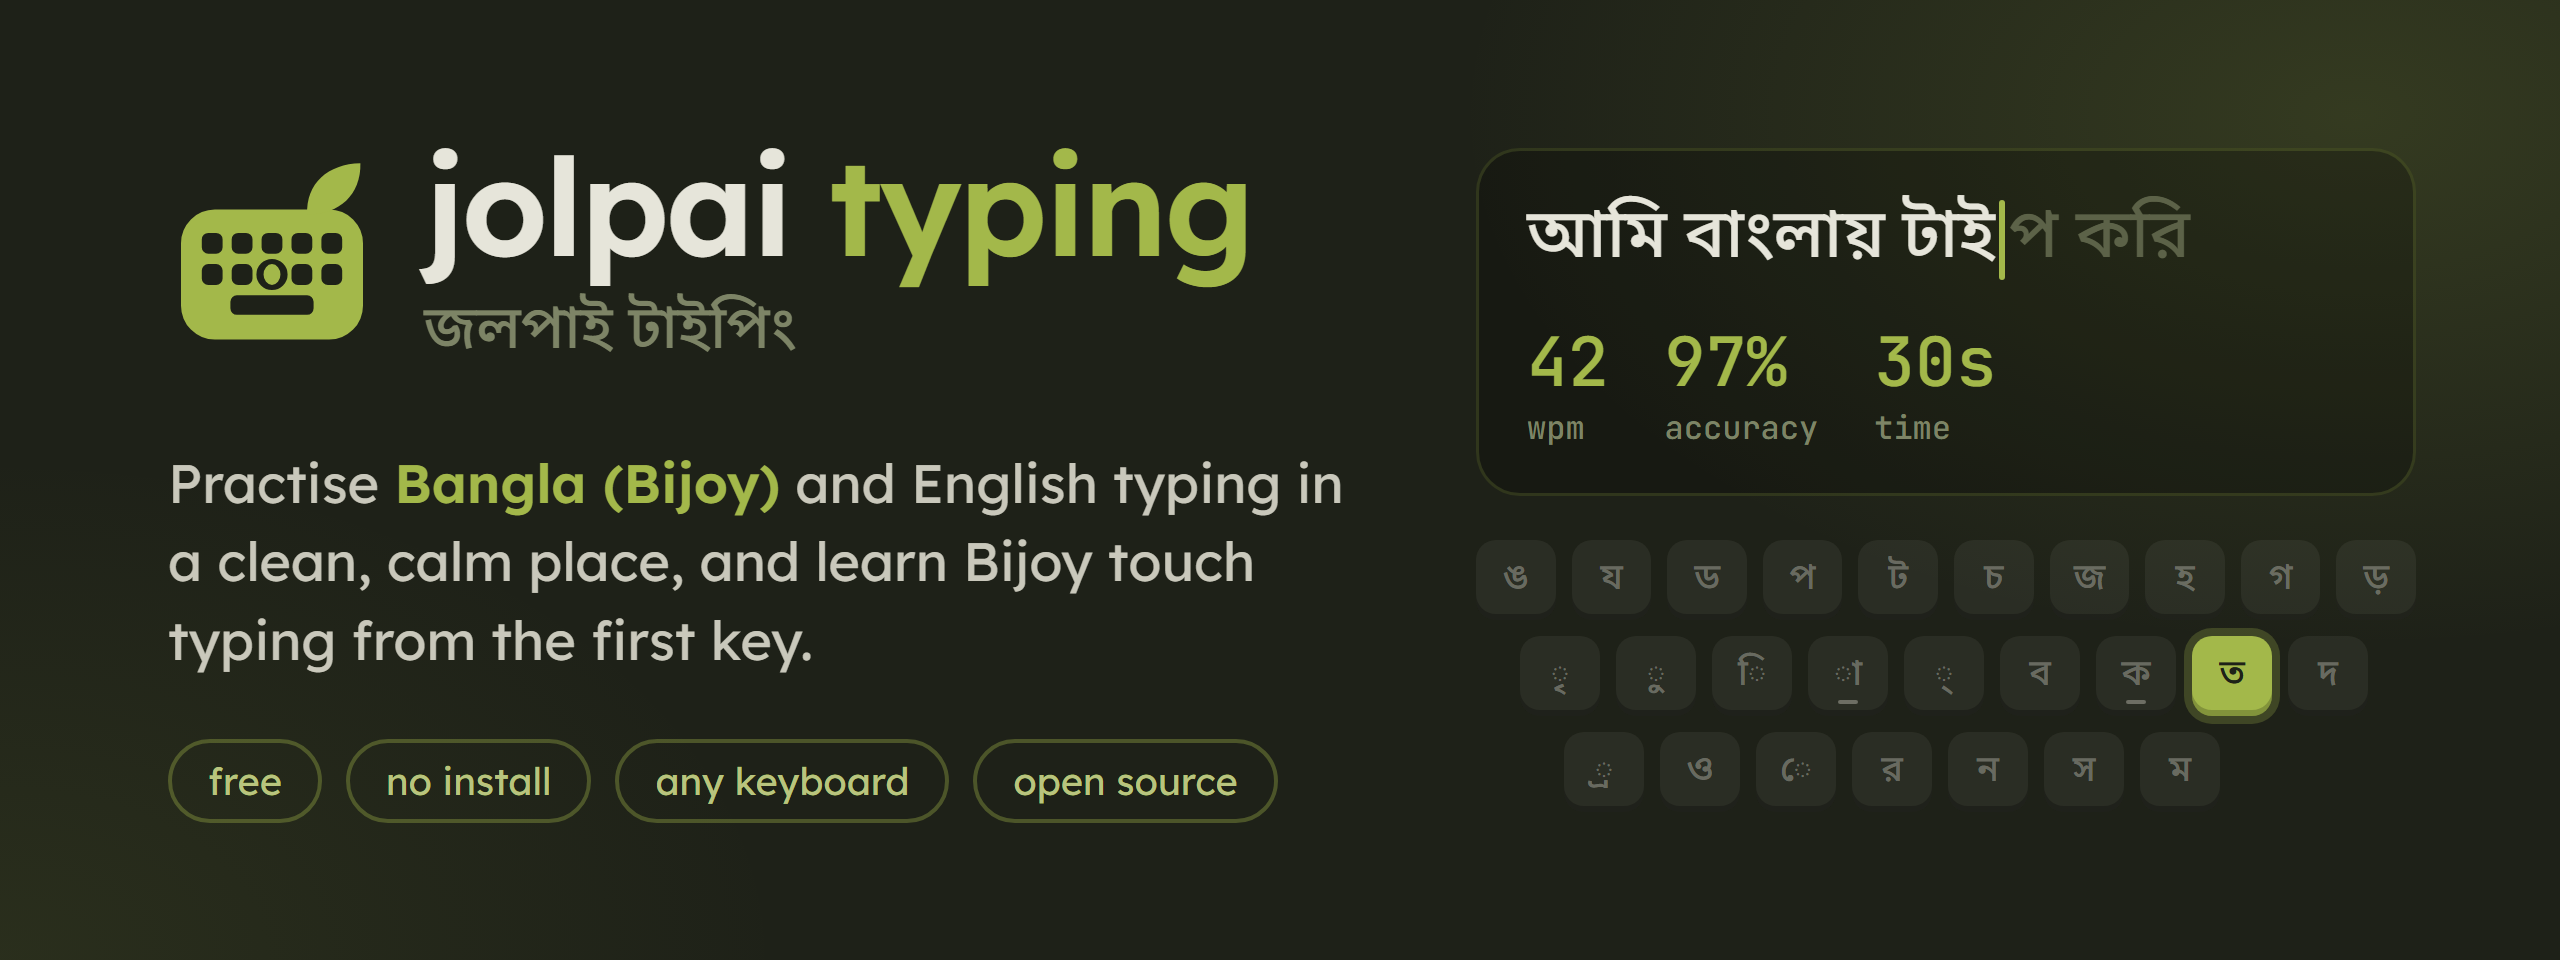 jolpai typing
জলপাই টাইপিং
Practise Bangla (Bijoy) and English typing in
a clean, calm place, and learn Bijoy touch
typing from the first key.
free no install any keyboard open source
আমি বাংলায় টাইপ করি
42 97% 30s
wpm accuracy time
ঙ য ড প ট চ জ হ গ ড়
ৃ ু ি া ্ ব ক ত দ
্র ও ে র ন স ম